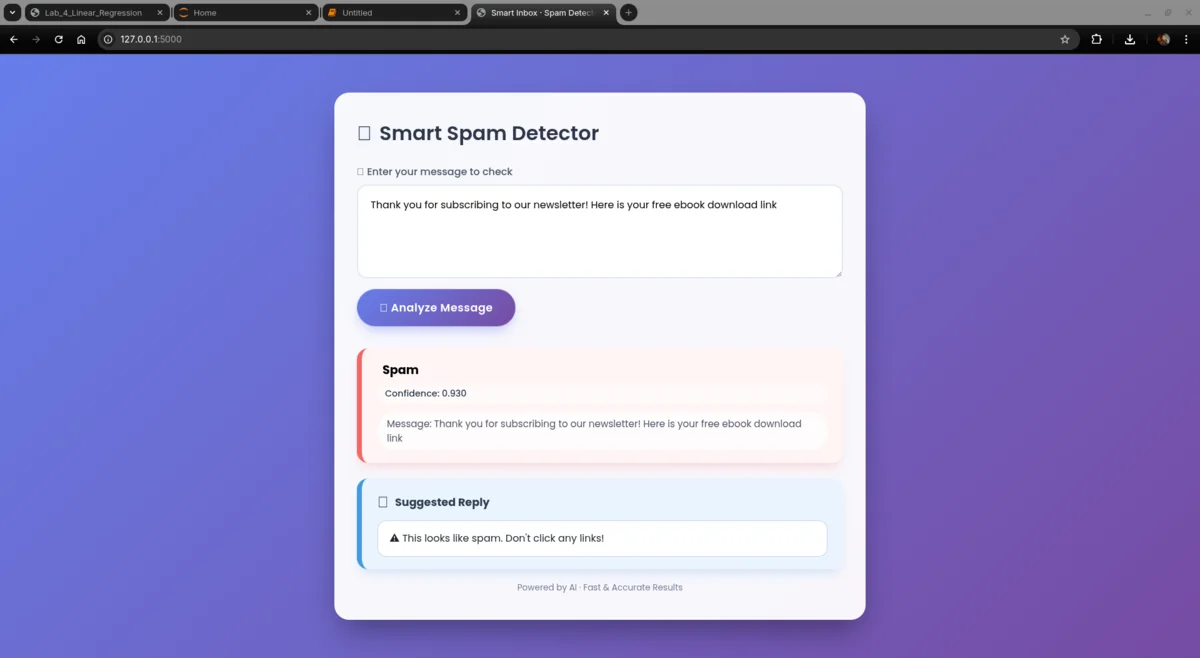 Lab_4_Linear_Regression
Home
Untitled
Smart Inbox · Spam Detec
127.0.0.1:5000
Smart Spam Detector
Enter your message to check
Thank you for subscribing to our newsletter! Here is your free ebook download link
Analyze Message
Spam
Confidence: 0.930
Message: Thank you for subscribing to our newsletter! Here is your free ebook download
link
Suggested Reply
⚠ This looks like spam. Don't click any links!
Powered by AI · Fast & Accurate Results